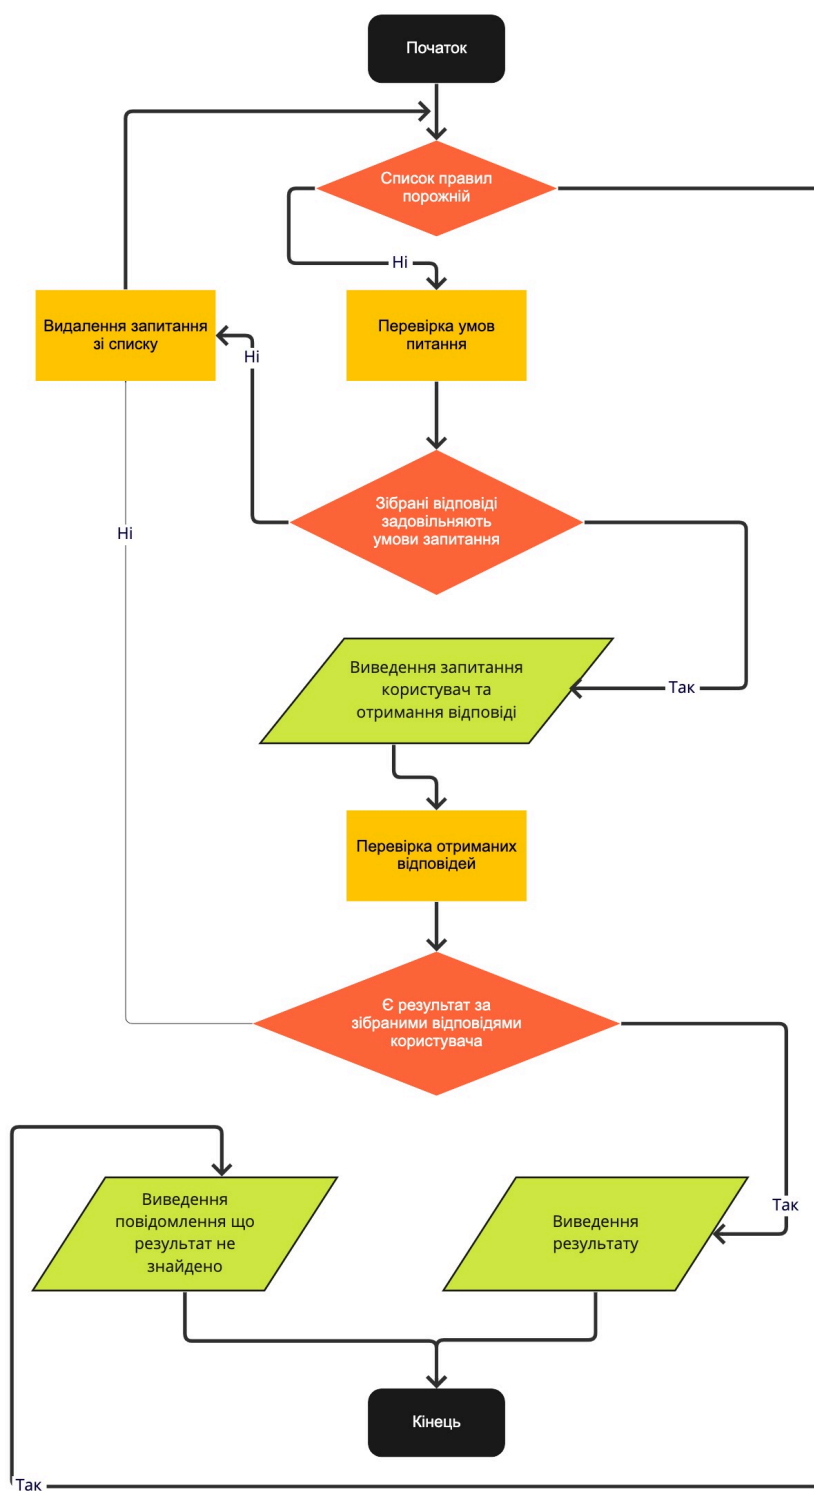 Початок
Список правил
порожній
Ні
Видалення запитання
зі списку
Перевірка умов
питання
Ні
Зібрані відповіді
задовільняють
умови запитання
Ні
Виведення запитання
користувач та
отримання відповіді
Так
Перевірка отриманих
відповідей
Є результат за
зібраними відповідями
користувача
Виведення
повідомлення що
результат не
знайдено
Виведення
результату
Так
Кінець
Так